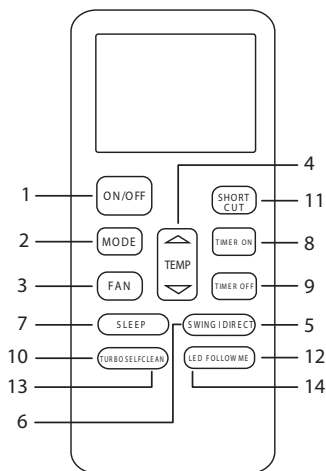 4
1
ON/OFF
SHORT
CUT
11
2
MODE
TEMP
TIMER ON
8
3
FAN
TIMER OFF
9
7
SLEEP
SWING|DIRECT
5
10
TURBO SELFCLEAN
LED FOLLOW ME
12
13
14
6